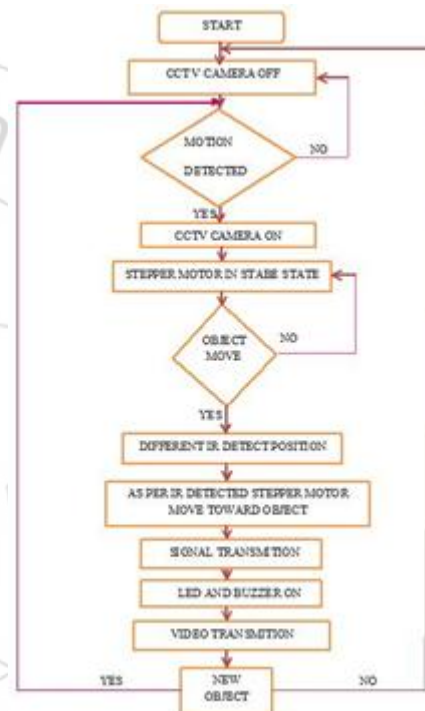 START
CCTV CAMERA OFF
MOTION
DETECTED
NO
YES
CCTV CAMERA ON
STEPPER MOTOR IN STABE STATE
OBJECT
MOVE
NO
YES
DIFFERENT IR DETECT POSITION
AS PER IR DETECTED STEPPER MOTOR
MOVE TOWARD OBJECT
SIGNAL TRANSMITION
LED AND BUZZER ON
VIDEO TRANSMITION
YES
NEW
OBJECT
NO